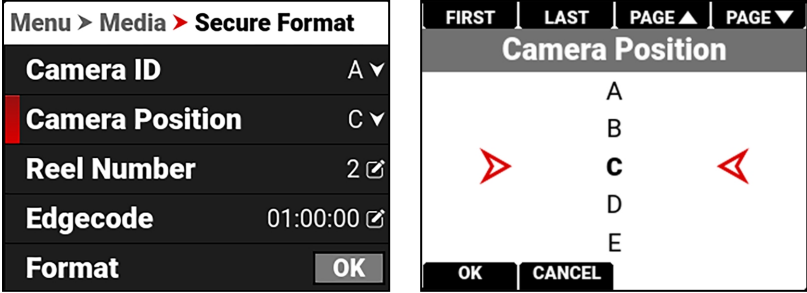 Menu > Media > Secure Format
Camera ID A
Camera Position C
Reel Number 2
Edgecode 01:00:00
Format OK
FIRST LAST PAGE▲ PAGE▼
Camera Position
A
B
C
D
E
OK CANCEL